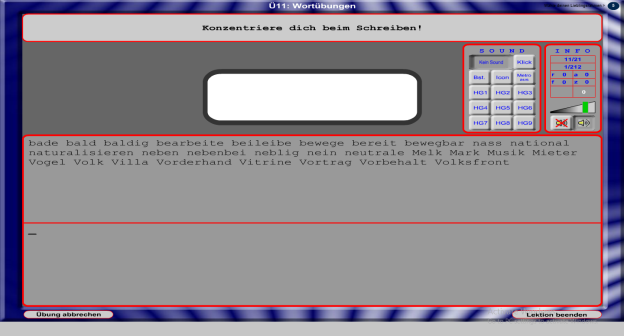 Ü11: Wortübungen
Konzentriere dich beim Schreiben!
SOUND
Kein Sound Klick
Bst. Icon Metro
HG1 HG2 HG3
HG4 HG5 HG6
HG7 HG8 HG9
INFO
11/21
1/212
r 0 a 0
F 0 z 0
0
bade bald baldig bearbeite beileibe bewege bereit bewegbar nass national
naturalisieren neben nebenbei neblig nein neutrale Melk Mark Musik Mieter
Vogel Volk Villa Vorderhand Vitrine Vortrag Vorbehalt Volksfront
Übung abbrechen
Lektion beenden